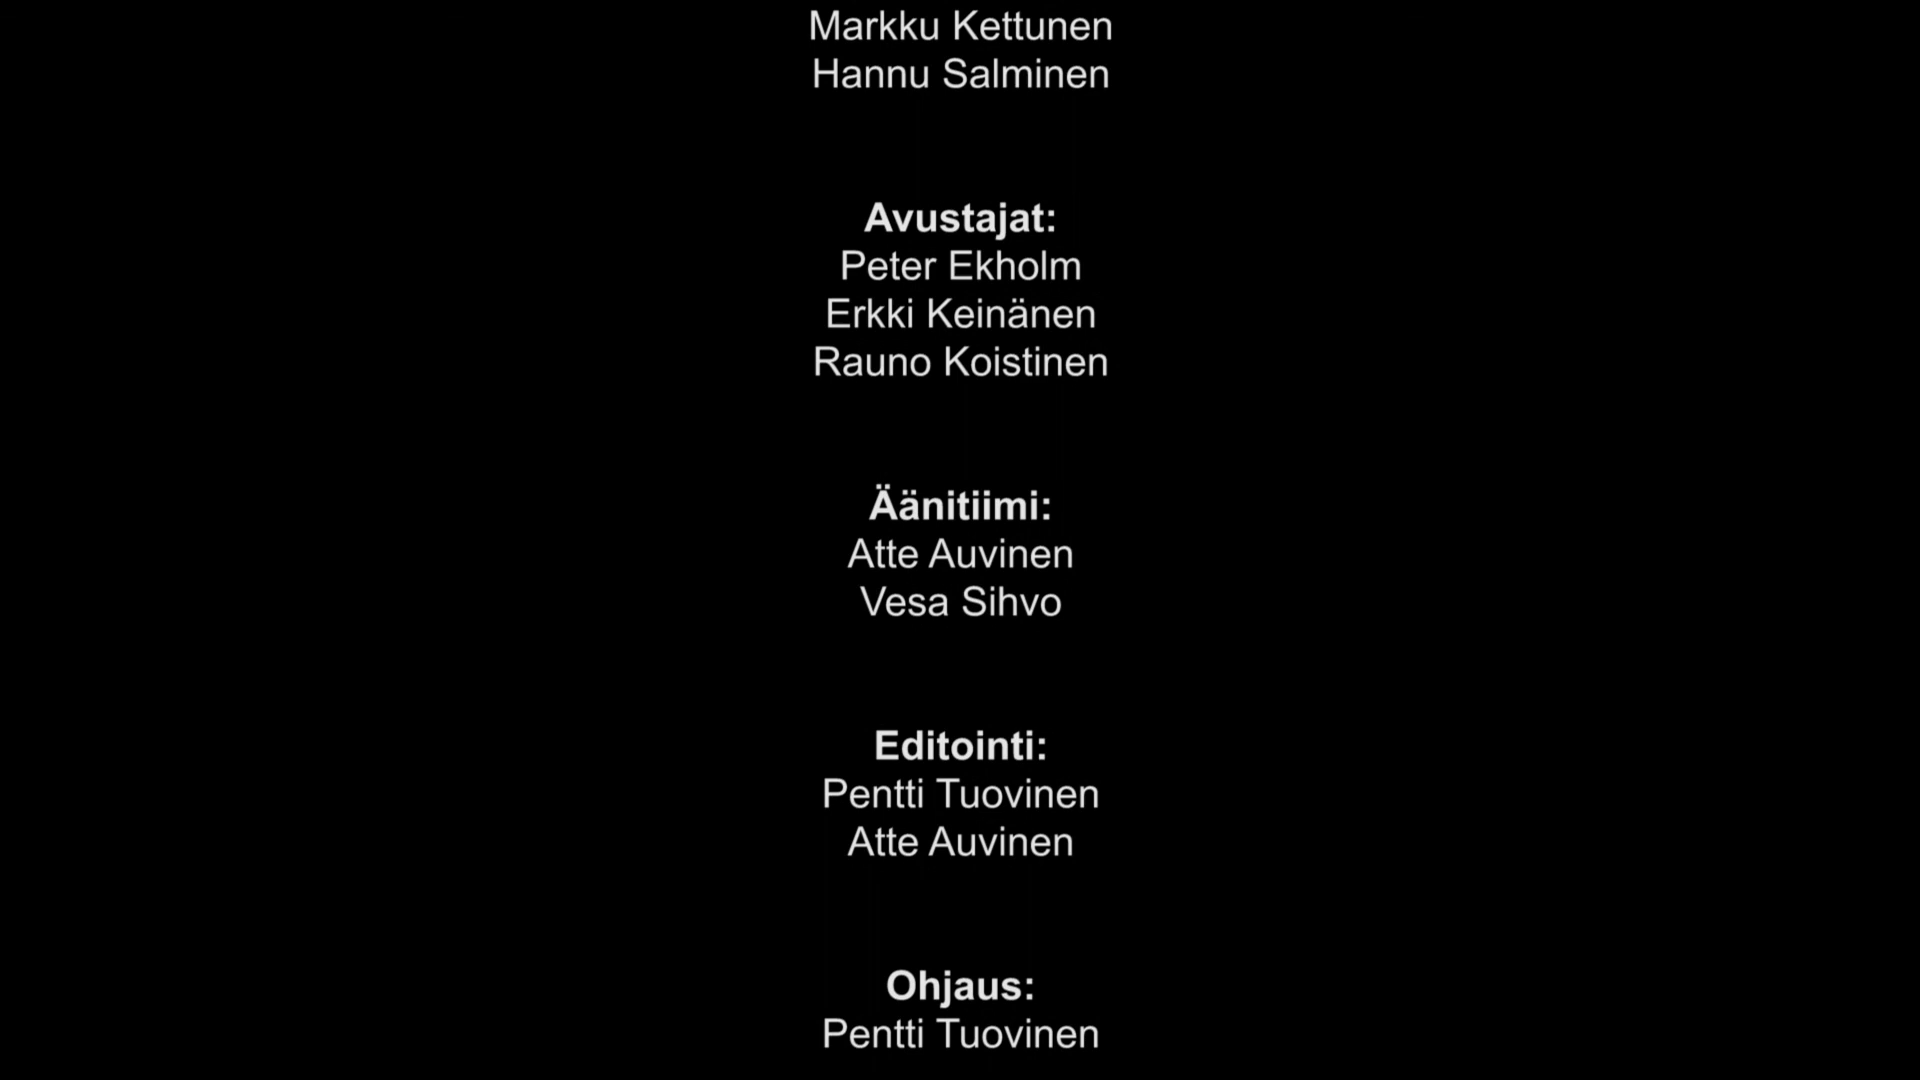 Markku Kettunen
Hannu Salminen
Avustajat:
Peter Ekholm
Erkki Keinänen
Rauno Koistinen
Äänitiimi:
Atte Auvinen
Vesa Sihvo
Editointi:
Pentti Tuovinen
Atte Auvinen
Ohjaus:
Pentti Tuovinen